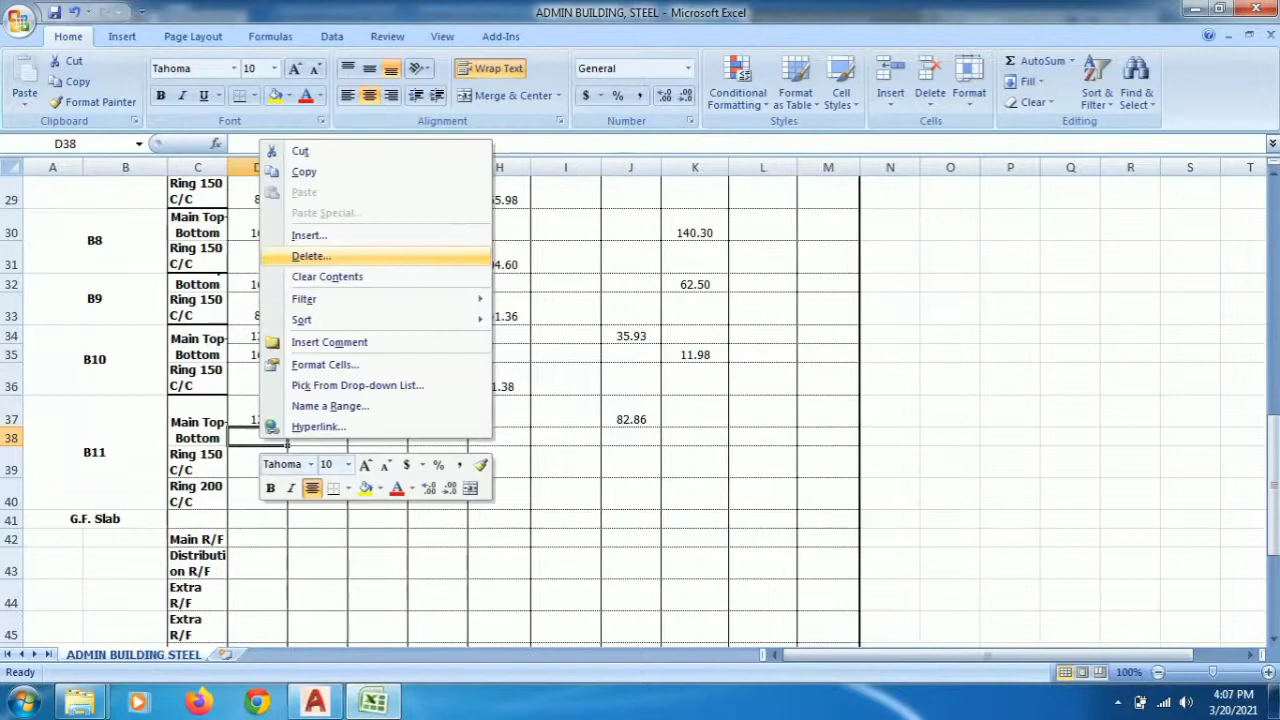 ADMIN BUILDING, STEEL - Microsoft Excel
Home Insert Page Layout Formulas Data Review View Add-Ins
Paste Cut Copy Format Painter
Clipboard
Tahoma 10
B I U A
Font
Wrap Text
Merge & Center
Alignment
General
$ % ,
Number
Conditional Formatting Format as Table Cell Styles
Styles
Insert Delete Format
Cells
Σ AutoSum
Fill
Clear
Sort & Filter Find & Select
Editing
D38 fx
A B C D H I J K L M N O P Q R S T
29 Ring 150 C/C
30 B8 Main Top Bottom 140.30
31 Ring 150 C/C 4.60
32 B9 Bottom 62.50
33 Ring 150 C/C 1.36
34 B10 Main Top 35.93
35 Bottom 11.98
36 Ring 150 C/C 1.38
37 B11 Main Top 82.86
38 Bottom
39 Ring 150 C/C
40 Ring 200 C/C
41 G.F. Slab
42 Main R/F
43 Distributi on R/F
44 Extra R/F
45 Extra R/F
Cut
Copy
Paste
Paste Special...
Insert...
Delete...
Clear Contents
Filter
Sort
Insert Comment
Format Cells...
Pick From Drop-down List...
Name a Range...
Hyperlink...
Tahoma 10 A A $ % ,
B I A
ADMIN BUILDING STEEL
Ready 100%
4:07 PM
3/20/2021